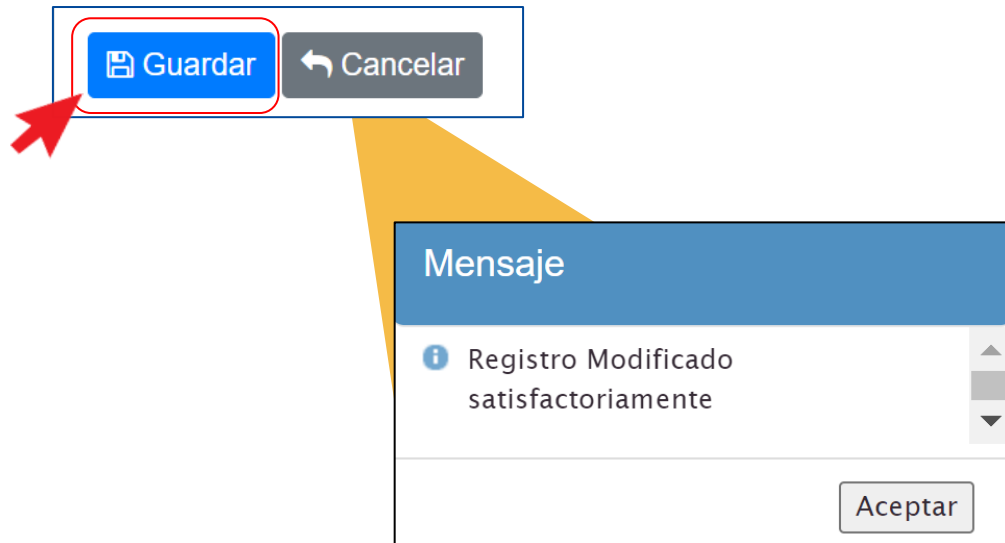 Guardar Cancelar
Mensaje
Registro Modificado
satisfactoriamente
Aceptar